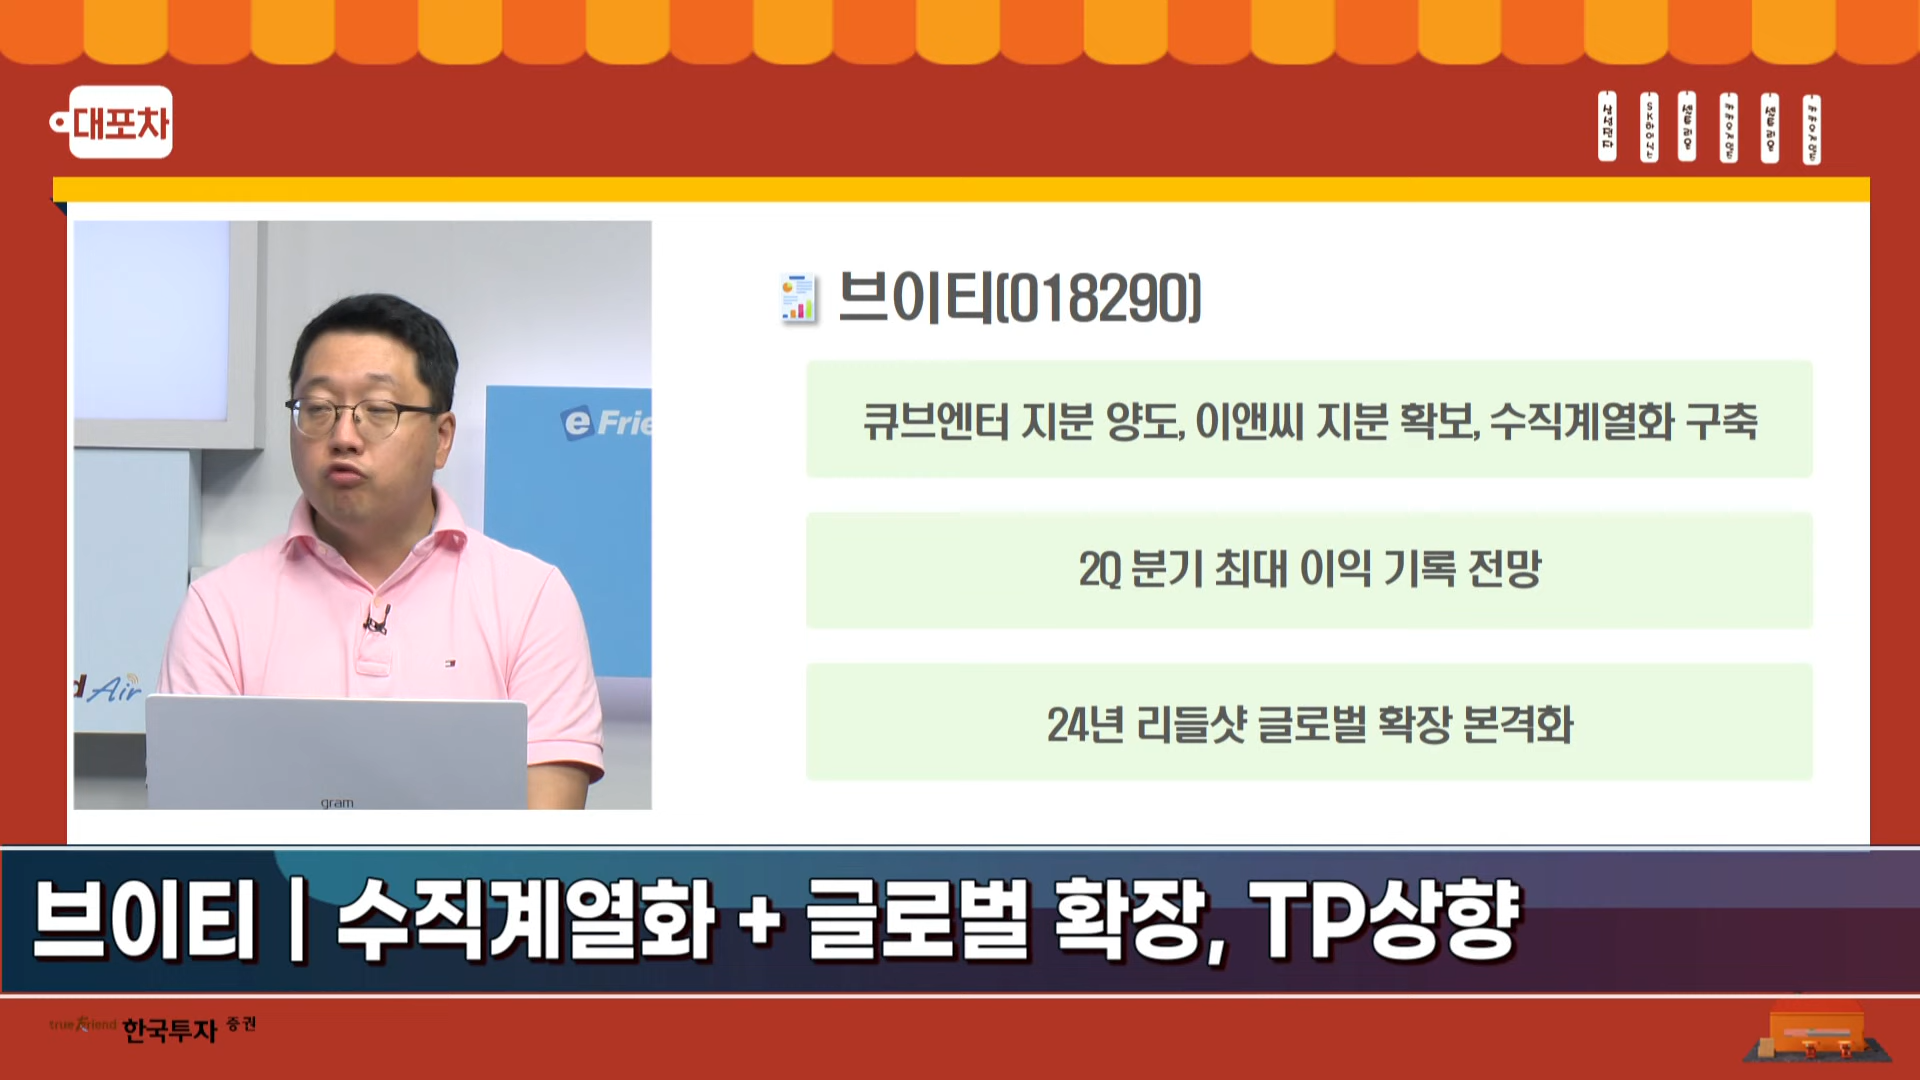 대포차
브이티(018290)
큐브엔터 지분 양도, 이앤씨 지분 확보, 수직계열화 구축
2Q 분기 최대 이익 기록 전망
24년 리들샷 글로벌 확장 본격화
e Frie
d Air
gram
브이티 | 수직계열화 + 글로벌 확장, TP상향
true Friend 한국투자 증권